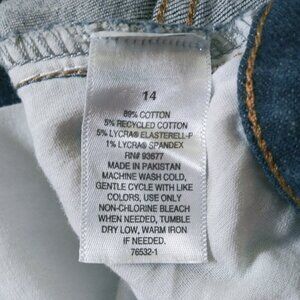 14
89% COTTON
5% RECYCLED COTTON
5% LYCRA® ELASTERELL-P
1% LYCRA® SPANDEX
RN# 93677
MADE IN PAKISTAN
MACHINE WASH COLD,
GENTLE CYCLE WITH LIKE
COLORS, USE ONLY
NON-CHLORINE BLEACH
WHEN NEEDED, TUMBLE
DRY LOW, WARM IRON
IF NEEDED.
76532-1